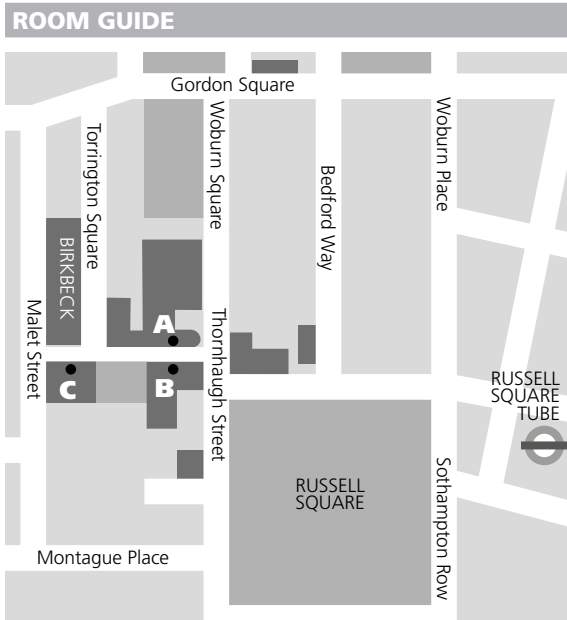 ROOM GUIDE
Gordon Square
Torrington Square
Woburn Square
Woburn Place
Bedford Way
BIRKBECK
Malet Street
A
Thornhaugh Street
C
B
RUSSELL
SQUARE
TUBE
RUSSELL
SQUARE
Sothampton Row
Montague Place